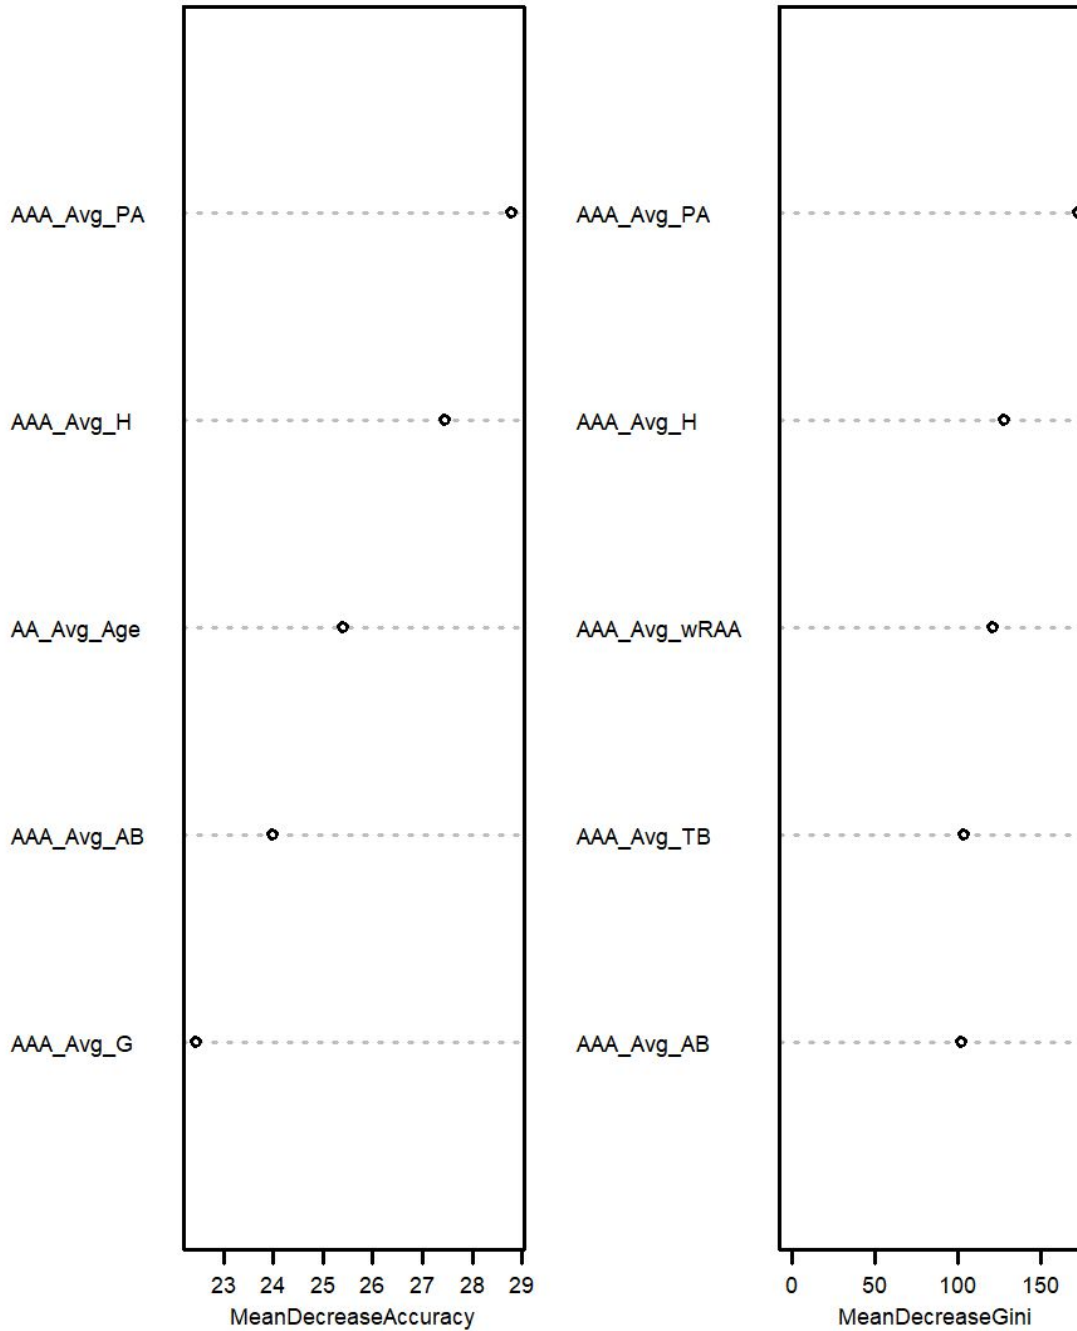 AAA_Avg_PA
AAA_Avg_H
AA_Avg_Age
AAA_Avg_AB
AAA_Avg_G
23 24 25 26 27 28 29
MeanDecreaseAccuracy
AAA_Avg_PA
AAA_Avg_H
AAA_Avg_wRAA
AAA_Avg_TB
AAA_Avg_AB
0 50 100 150
MeanDecreaseGini